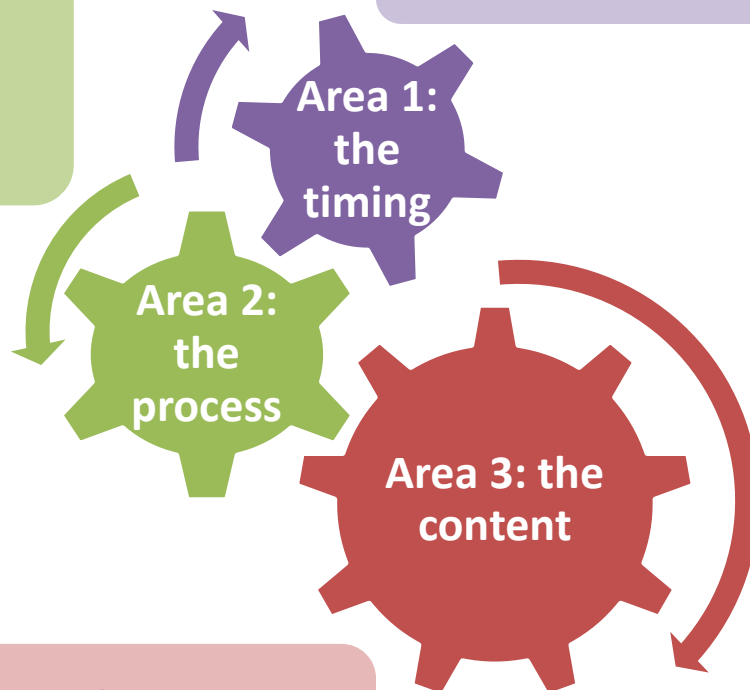 Area 1:
the
timing
Area 2:
the
process
Area 3: the
content